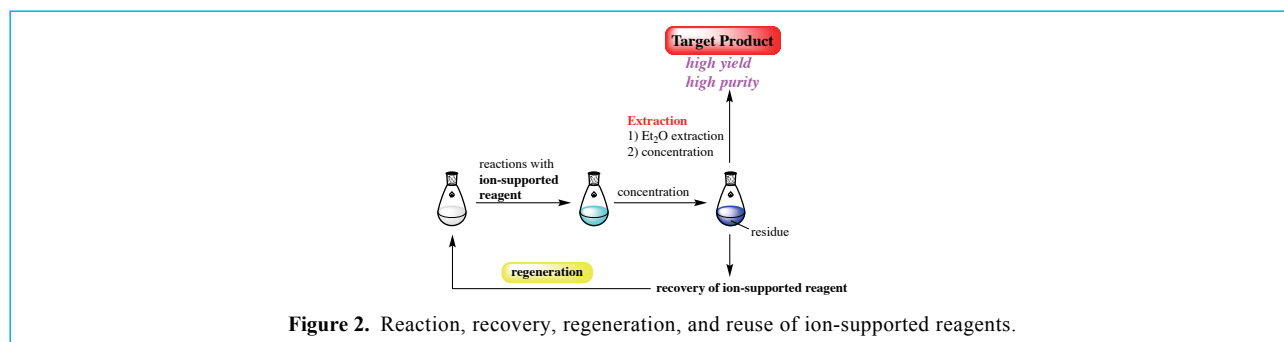 Target Product
high yield
high purity
Extraction
1) Et₂O extraction
2) concentration
reactions with
ion-supported
reagent
concentration
residue
regeneration
recovery of ion-supported reagent
Figure 2. Reaction, recovery, regeneration, and reuse of ion-supported reagents.